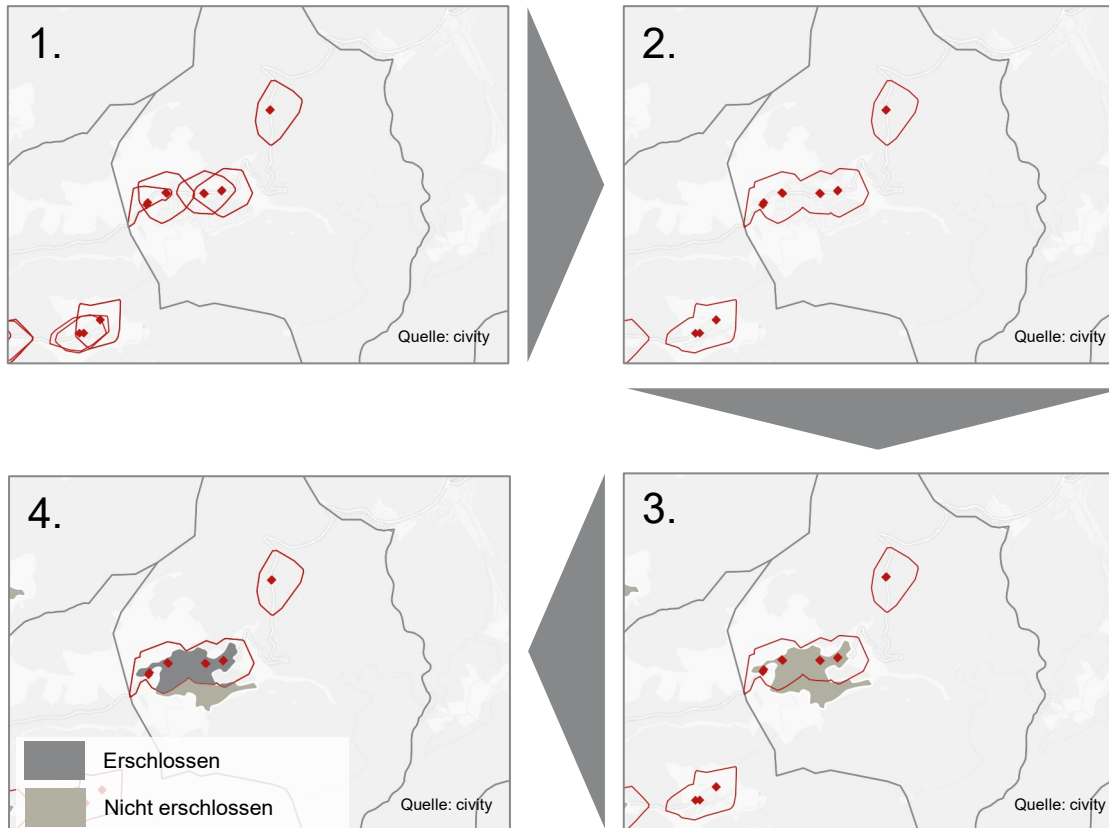 1.
Quelle: civity
2.
Quelle: civity
4.
Erschlossen
Nicht erschlossen
Quelle: civity
3.
Quelle: civity